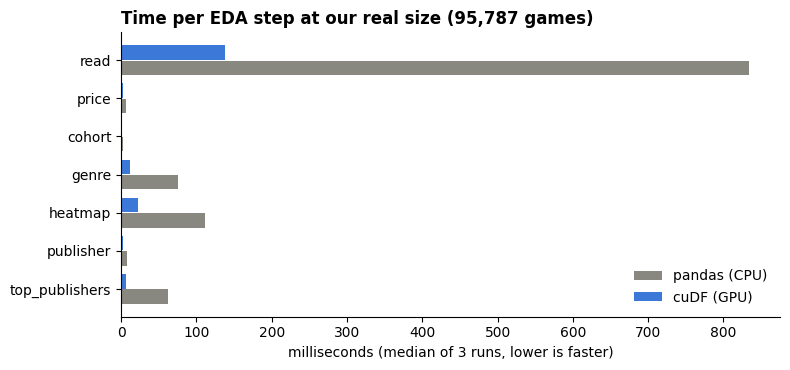 Time per EDA step at our real size (95,787 games)
read
price
cohort
genre
heatmap
publisher
top_publishers
pandas (CPU)
cuDF (GPU)
0 100 200 300 400 500 600 700 800
milliseconds (median of 3 runs, lower is faster)